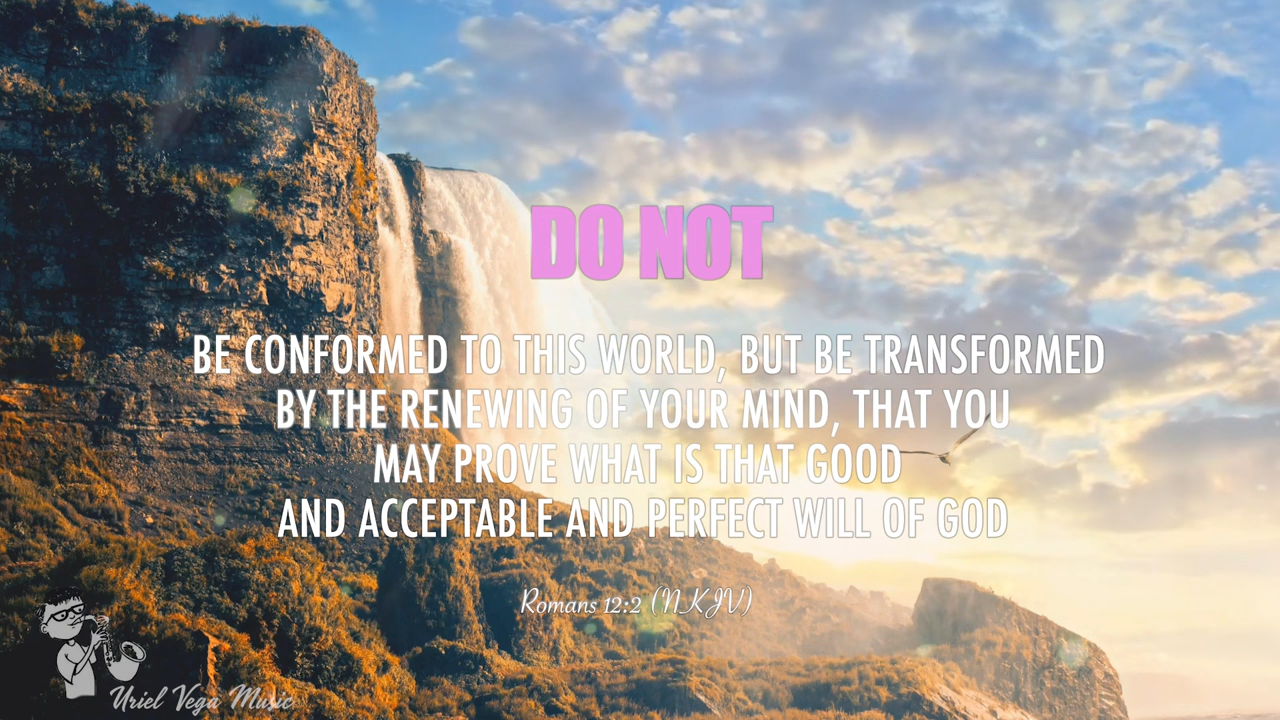 DO NOT
BE CONFORMED TO THIS WORLD, BUT BE TRANSFORMED
BY THE RENEWING OF YOUR MIND, THAT YOU
MAY PROVE WHAT IS THAT GOOD
AND ACCEPTABLE AND PERFECT WILL OF GOD
Romans 12:2 (NKJV)
Uriel Vega Music